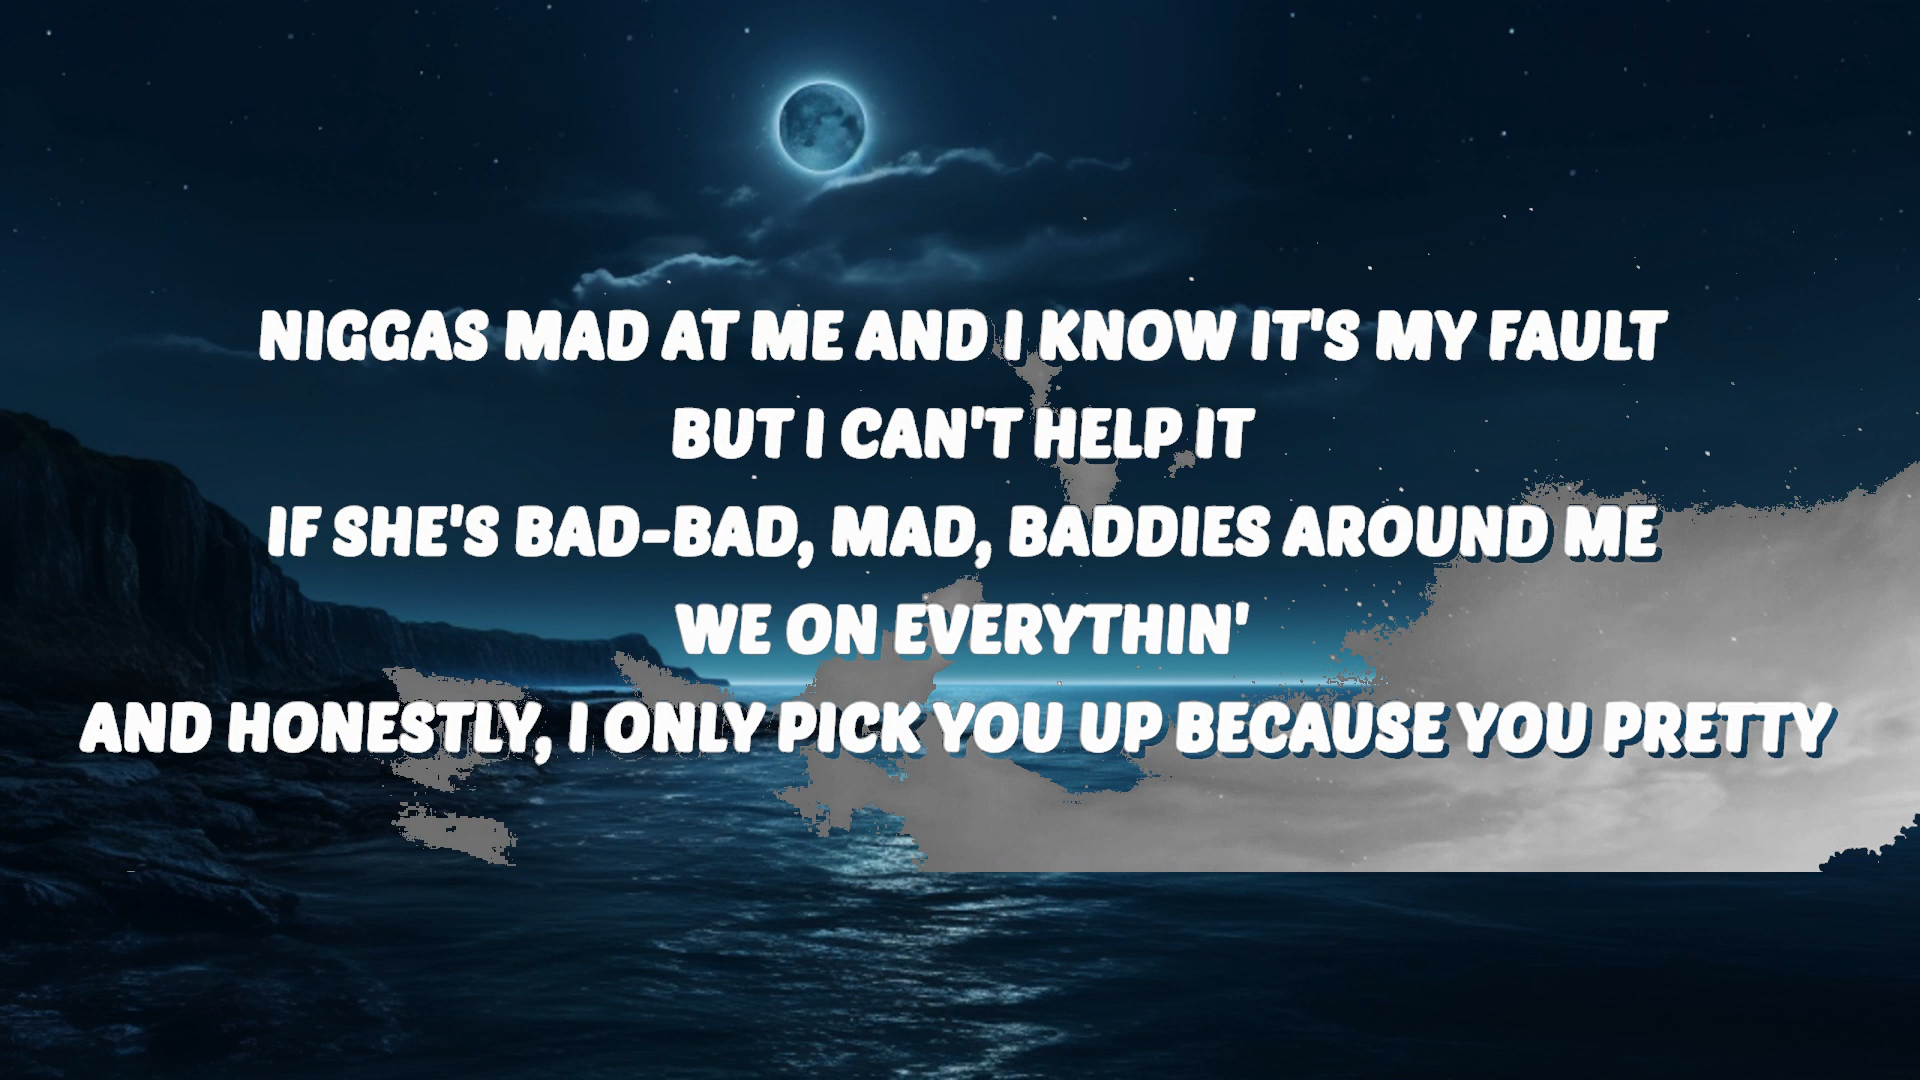 NIGGAS MAD AT ME AND I KNOW IT'S MY FAULT
BUT I CAN'T HELP IT
IF SHE'S BAD-BAD, MAD, BADDIES AROUND ME
WE ON EVERYTHIN'
AND HONESTLY, I ONLY PICK YOU UP BECAUSE YOU PRETTY